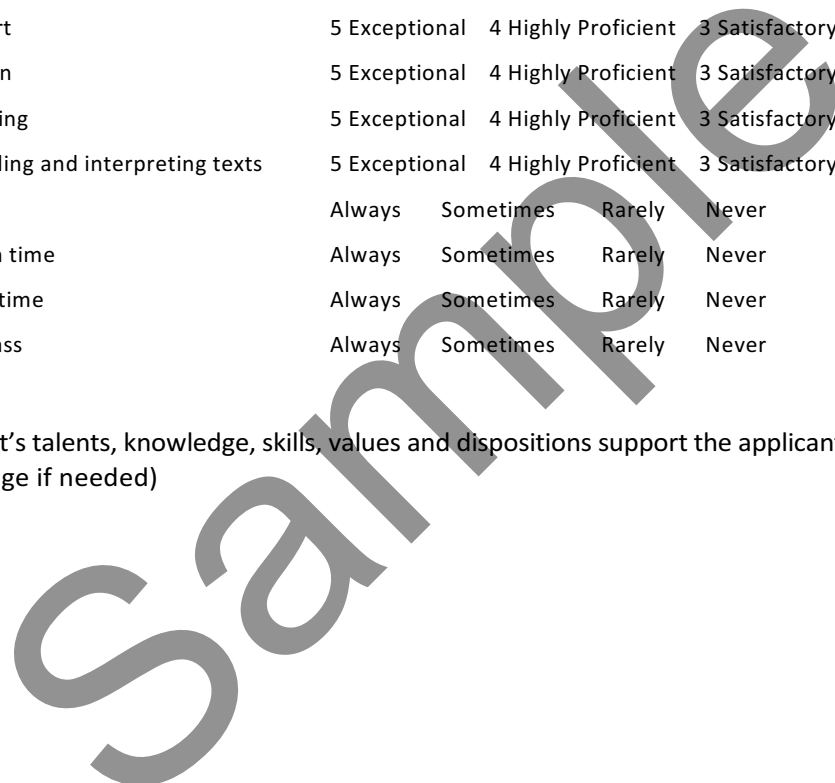 rt 5 Exceptional 4 Highly Proficient 3 Satisfactory
n 5 Exceptional 4 Highly Proficient 3 Satisfactory
ing 5 Exceptional 4 Highly Proficient 3 Satisfactory
ling and interpreting texts 5 Exceptional 4 Highly Proficient 3 Satisfactory
Always Sometimes Rarely Never
time Always Sometimes Rarely Never
time Always Sometimes Rarely Never
ass Always Sometimes Rarely Never
t’s talents, knowledge, skills, values and dispositions support the applicant
ge if needed)
Sample